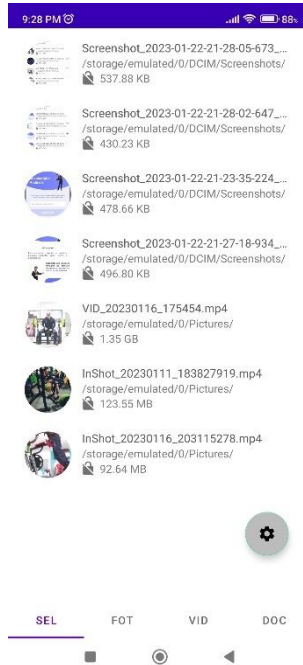 9:28 PM 88%
Screenshot_2023-01-22-21-28-05-673_...
/storage/emulated/0/DCIM/Screenshots/
537.88 KB
Screenshot_2023-01-22-21-28-02-647_...
/storage/emulated/0/DCIM/Screenshots/
430.23 KB
Screenshot_2023-01-22-21-23-35-224_...
/storage/emulated/0/DCIM/Screenshots/
478.66 KB
Screenshot_2023-01-22-21-27-18-934_...
/storage/emulated/0/DCIM/Screenshots/
496.80 KB
VID_20230116_175454.mp4
/storage/emulated/0/Pictures/
1.35 GB
InShot_20230111_183827919.mp4
/storage/emulated/0/Pictures/
123.55 MB
InShot_20230116_203115278.mp4
/storage/emulated/0/Pictures/
92.64 MB
SEL FOT VID DOC